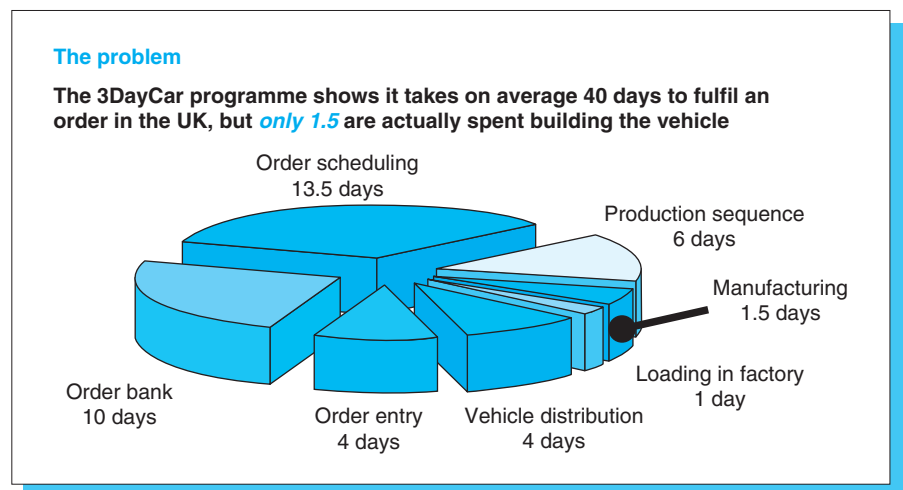 The problem
The 3DayCar programme shows it takes on average 40 days to fulfil an
order in the UK, but only 1.5 are actually spent building the vehicle
Order scheduling
13.5 days
Production sequence
6 days
Manufacturing
1.5 days
Loading in factory
1 day
Vehicle distribution
4 days
Order entry
4 days
Order bank
10 days